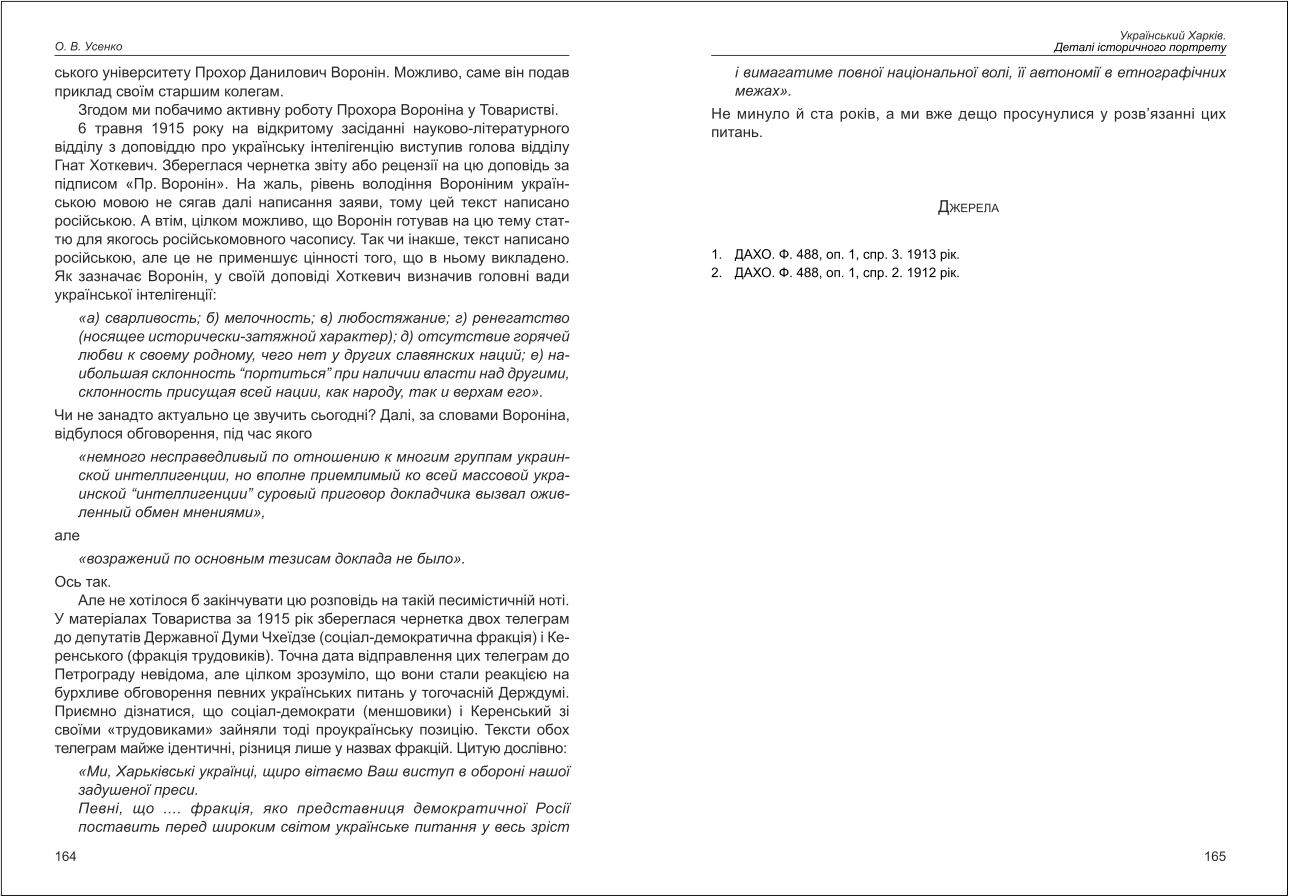 О. В. Усенко
ського університету Прохор Данилович Воронін. Можливо, саме він подав
приклад своїм старшим колегам.
Згодом ми побачимо активну роботу Прохора Вороніна у Товаристві.
6 травня 1915 року на відкритому засіданні науково-літературного
відділу з доповіддю про українську інтелігенцію виступив голова відділу
Гнат Хоткевич. Збереглася чернетка звіту або рецензії на цю доповідь за
підписом «Пр. Воронін». На жаль, рівень володіння Вороніним україн-
ською мовою не сягав далі написання заяви, тому цей текст написано
російською. А втім, цілком можливо, що Воронін готував на цю тему стат-
тю для якогось російськомовного часопису. Так чи інакше, текст написано
російською, але це не применшує цінності того, що в ньому викладено.
Як зазначає Воронін, у своїй доповіді Хоткевич визначив головні вади
української інтелігенції:
«а) сварливость; б) мелочность; в) любостяжание; г) ренегатство
(носящее исторически-затяжной характер); д) отсутствие горячей
любви к своему родному, чего нет у других славянских наций; е) на-
ибольшая склонность “портиться” при наличии власти над другими,
склонность присущая всей нации, как народу, так и верхам его».
Чи не занадто актуально це звучить сьогодні? Далі, за словами Вороніна,
відбулося обговорення, під час якого
«немного несправедливый по отношению к многим группам украин-
ской интеллигенции, но вполне приемлимый ко всей массовой укра-
инской “интеллигенции” суровый приговор докладчика вызвал ожив-
ленный обмен мнениями»,
але
«возражений по основным тезисам доклада не было».
Ось так.
Але не хотілося б закінчувати цю розповідь на такій песимістичній ноті.
У матеріалах Товариства за 1915 рік збереглася чернетка двох телеграм
до депутатів Державної Думи Чхеїдзе (соціал-демократична фракція) і Ке-
ренського (фракція трудовиків). Точна дата відправлення цих телеграм до
Петрограду невідома, але цілком зрозуміло, що вони стали реакцією на
бурхливе обговорення певних українських питань у тогочасній Держдумі.
Приємно дізнатися, що соціал-демократи (меншовики) і Керенський зі
своїми «трудовиками» зайняли тоді проукраїнську позицію. Тексти обох
телеграм майже ідентичні, різниця лише у назвах фракцій. Цитую дослівно:
«Ми, Харьківські українці, щиро вітаємо Ваш виступ в обороні нашої
задушеної преси.
Певні, що .... фракція, яко представниця демократичної Росії
поставить перед широким світом українське питання у весь зріст
164
Український Харків.
Деталі історичного портрету
і вимагатиме повної національної волі, її автономії в етнографічних
межах».
Не минуло й ста років, а ми вже дещо просунулися у розв’язанні цих
питань.
Джерела
1. ДАХО. Ф. 488, оп. 1, спр. 3. 1913 рік.
2. ДАХО. Ф. 488, оп. 1, спр. 2. 1912 рік.
165